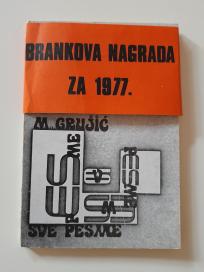 BRANKOVA NAGRADA
ZA 1977.
M. GRUJIĆ
SVE PESME